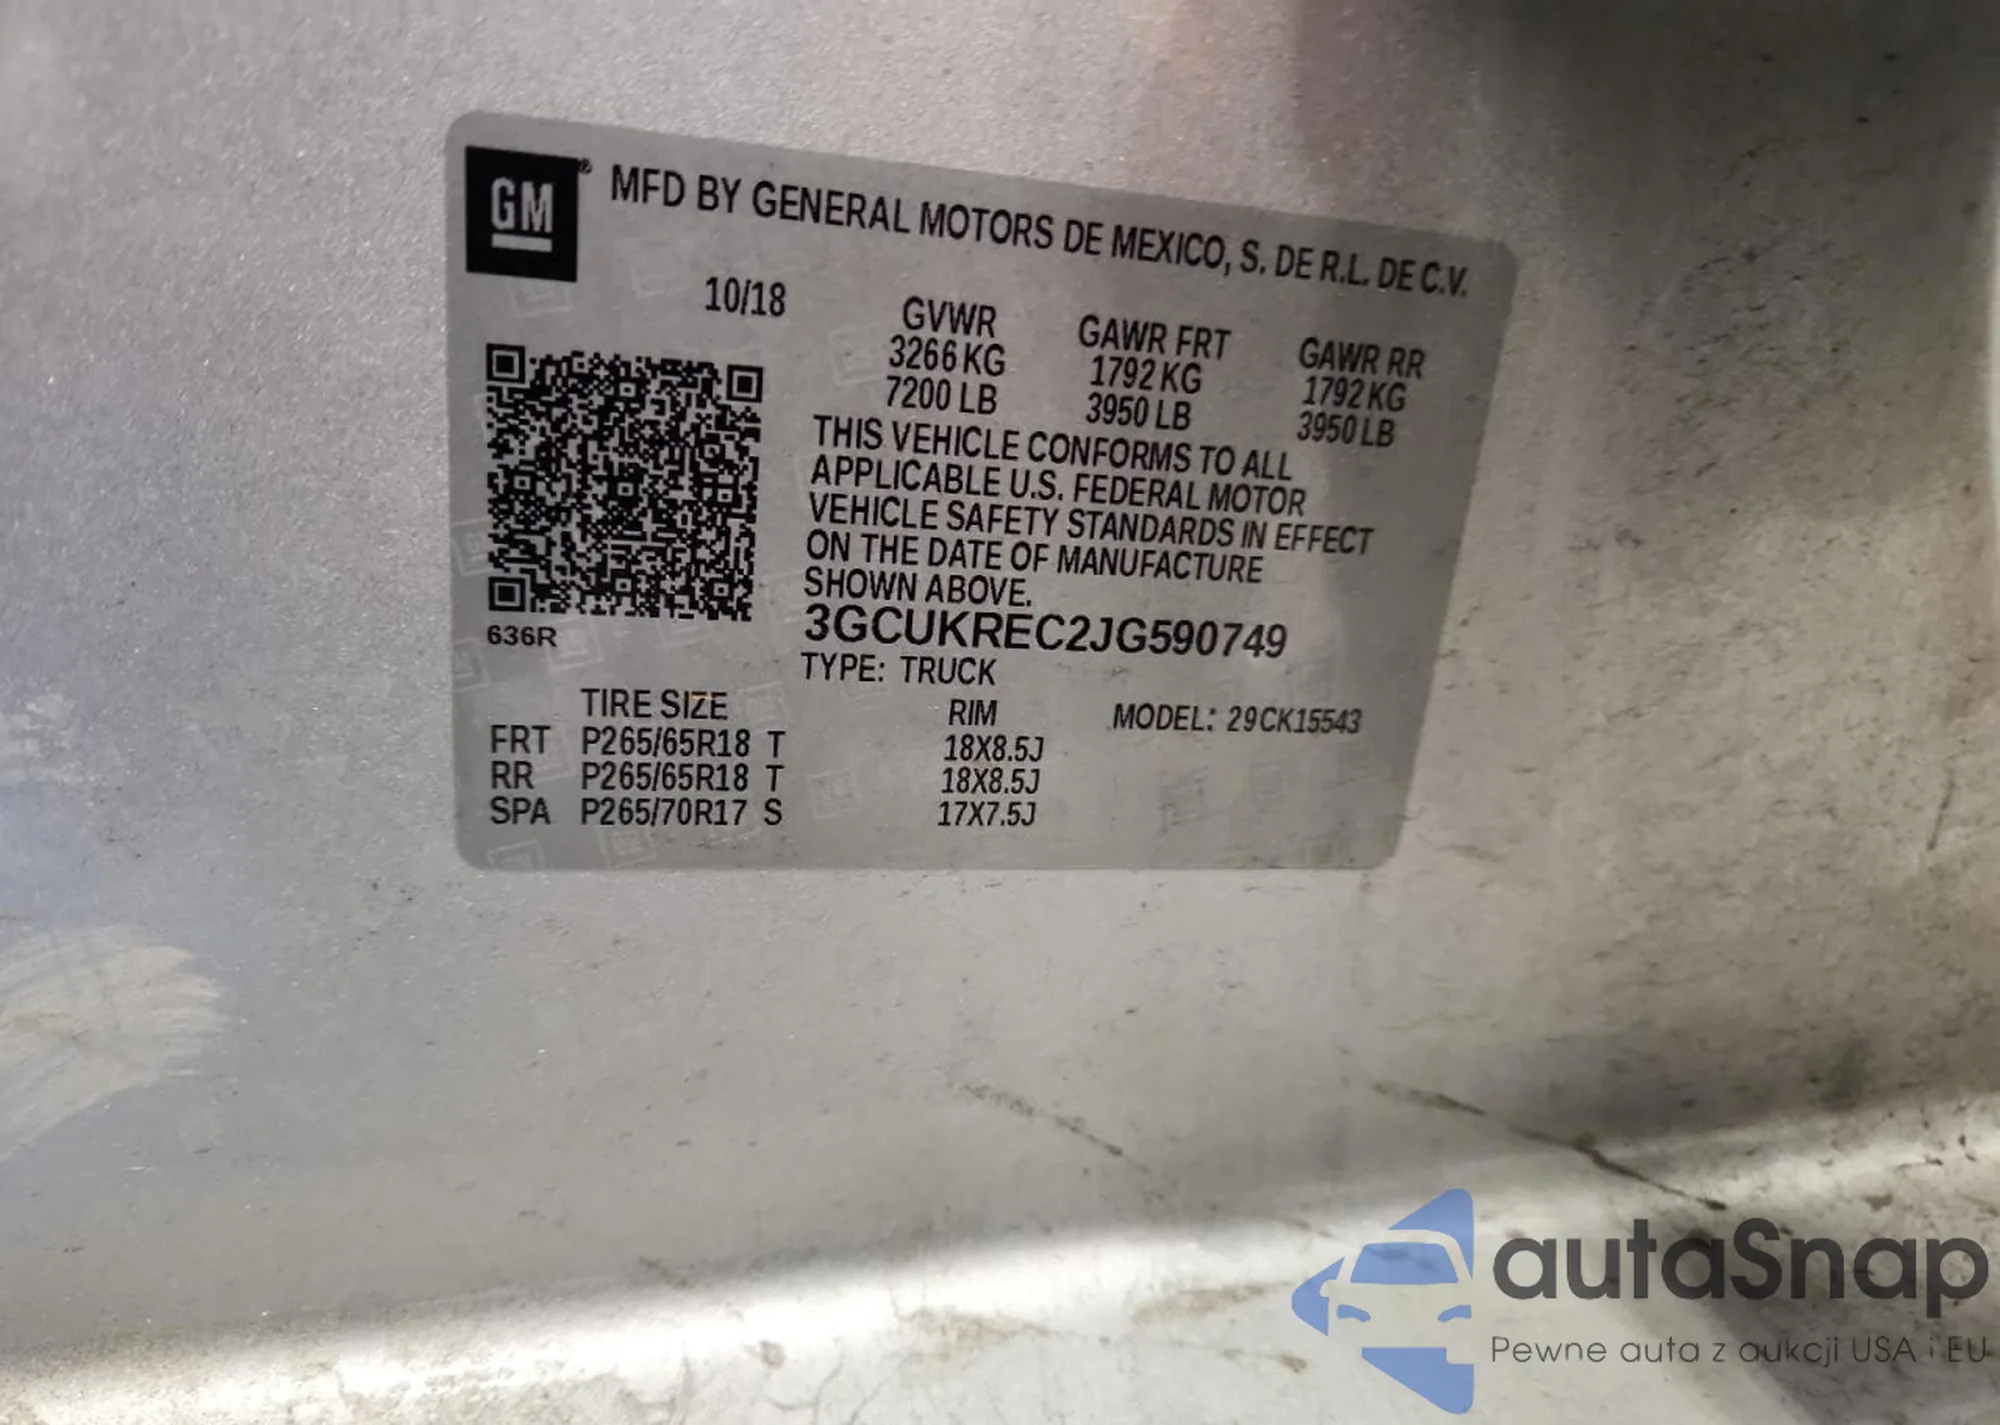 GM ® MFD BY GENERAL MOTORS DE MEXICO, S. DE R.L. DE C.V.
10/18 GVWR GAWR FRT GAWR RR
3266 KG 1792 KG 1792 KG
7200 LB 3950 LB 3950 LB
THIS VEHICLE CONFORMS TO ALL
APPLICABLE U.S. FEDERAL MOTOR
VEHICLE SAFETY STANDARDS IN EFFECT
ON THE DATE OF MANUFACTURE
SHOWN ABOVE.
3GCUKREC2JG590749
636R
TYPE: TRUCK
TIRE SIZE RIM MODEL: 29CK15543
FRT P265/65R18 T 18X8.5J
RR P265/65R18 T 18X8.5J
SPA P265/70R17 S 17X7.5J
autaSnap
Pewne auta z aukcji USA i EU